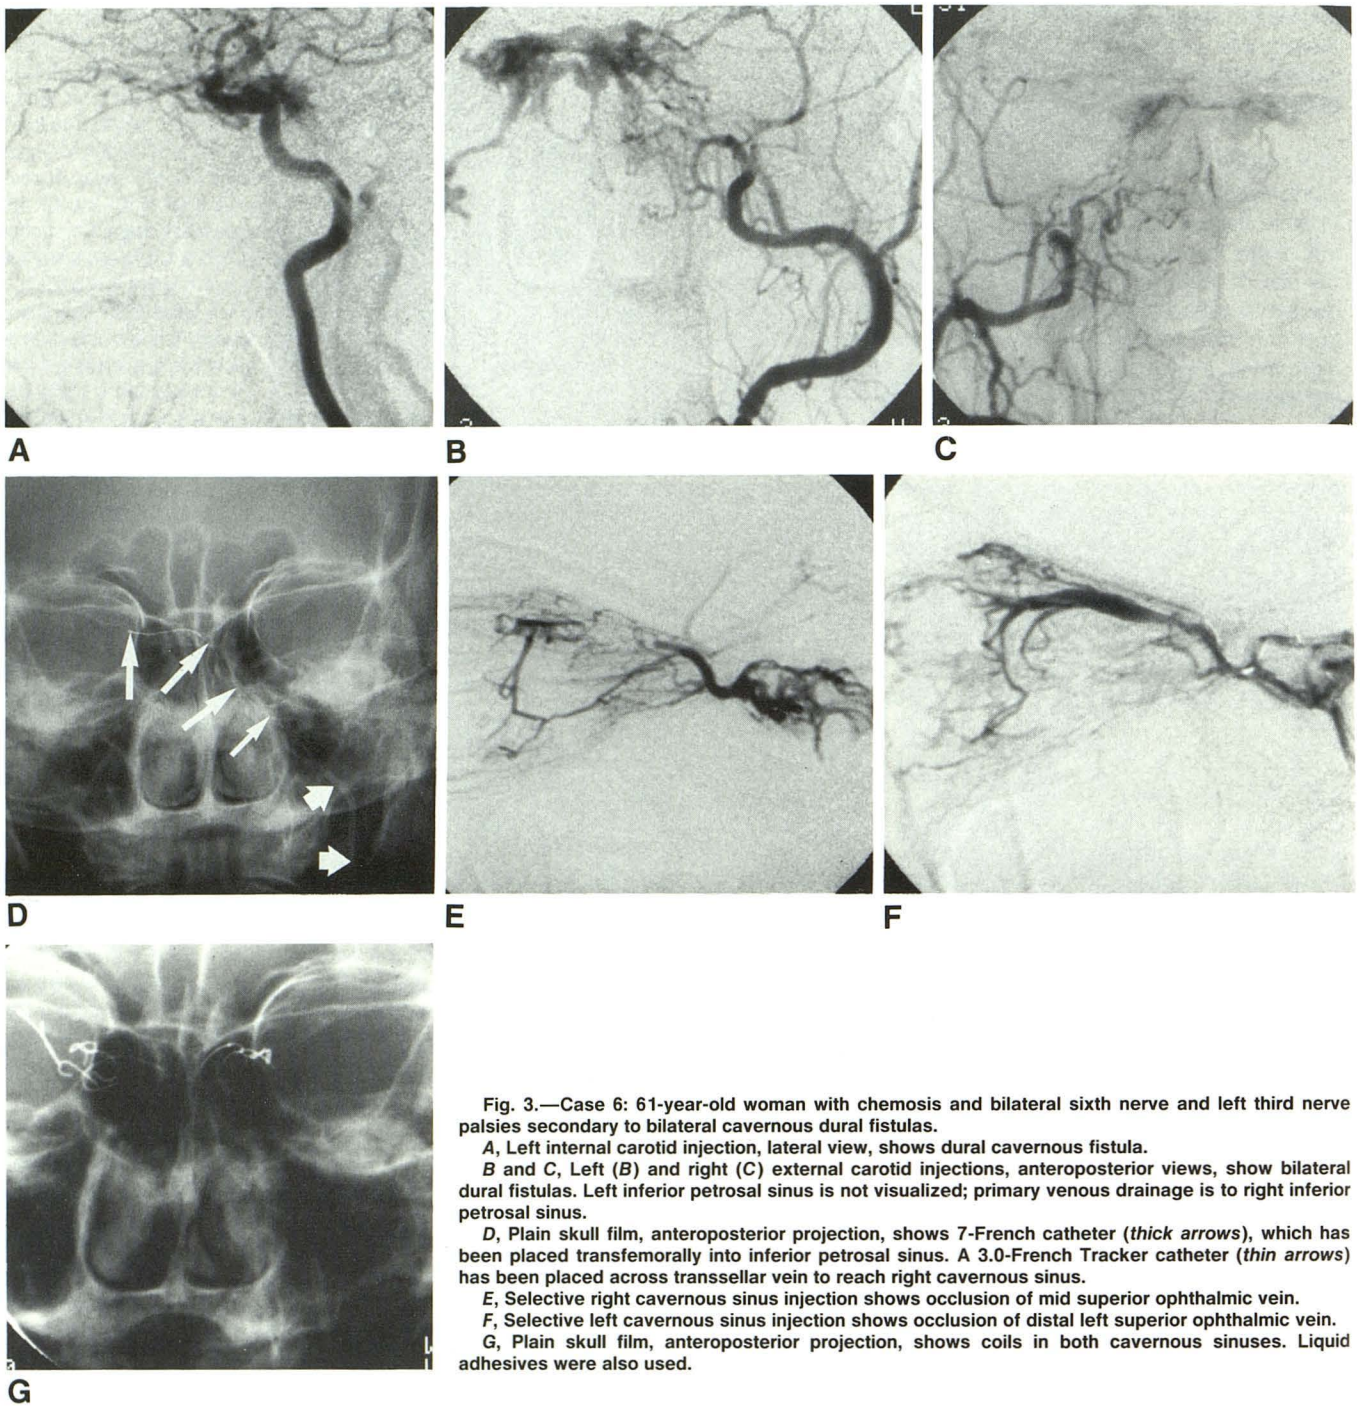 A
B
C
D
E
F
G
Fig. 3.—Case 6: 61-year-old woman with chemosis and bilateral sixth nerve and left third nerve
palsies secondary to bilateral cavernous dural fistulas.
A, Left internal carotid injection, lateral view, shows dural cavernous fistula.
B and C, Left (B) and right (C) external carotid injections, anteroposterior views, show bilateral
dural fistulas. Left inferior petrosal sinus is not visualized; primary venous drainage is to right inferior
petrosal sinus.
D, Plain skull film, anteroposterior projection, shows 7-French catheter (thick arrows), which has
been placed transfemorally into inferior petrosal sinus. A 3.0-French Tracker catheter (thin arrows)
has been placed across transsellar vein to reach right cavernous sinus.
E, Selective right cavernous sinus injection shows occlusion of mid superior ophthalmic vein.
F, Selective left cavernous sinus injection shows occlusion of distal left superior ophthalmic vein.
G, Plain skull film, anteroposterior projection, shows coils in both cavernous sinuses. Liquid
adhesives were also used.